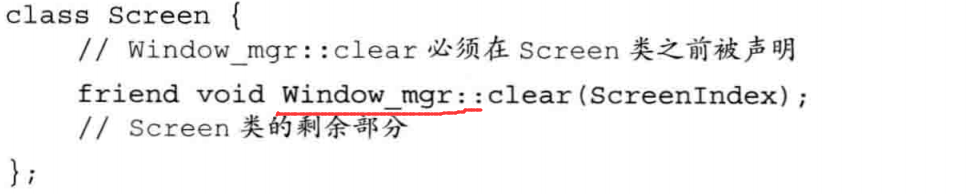 class Screen {
// Window_mgr::clear 必须在 Screen 类之前被声明
friend void Window_mgr::clear(ScreenIndex);
// Screen 类的剩余部分
};